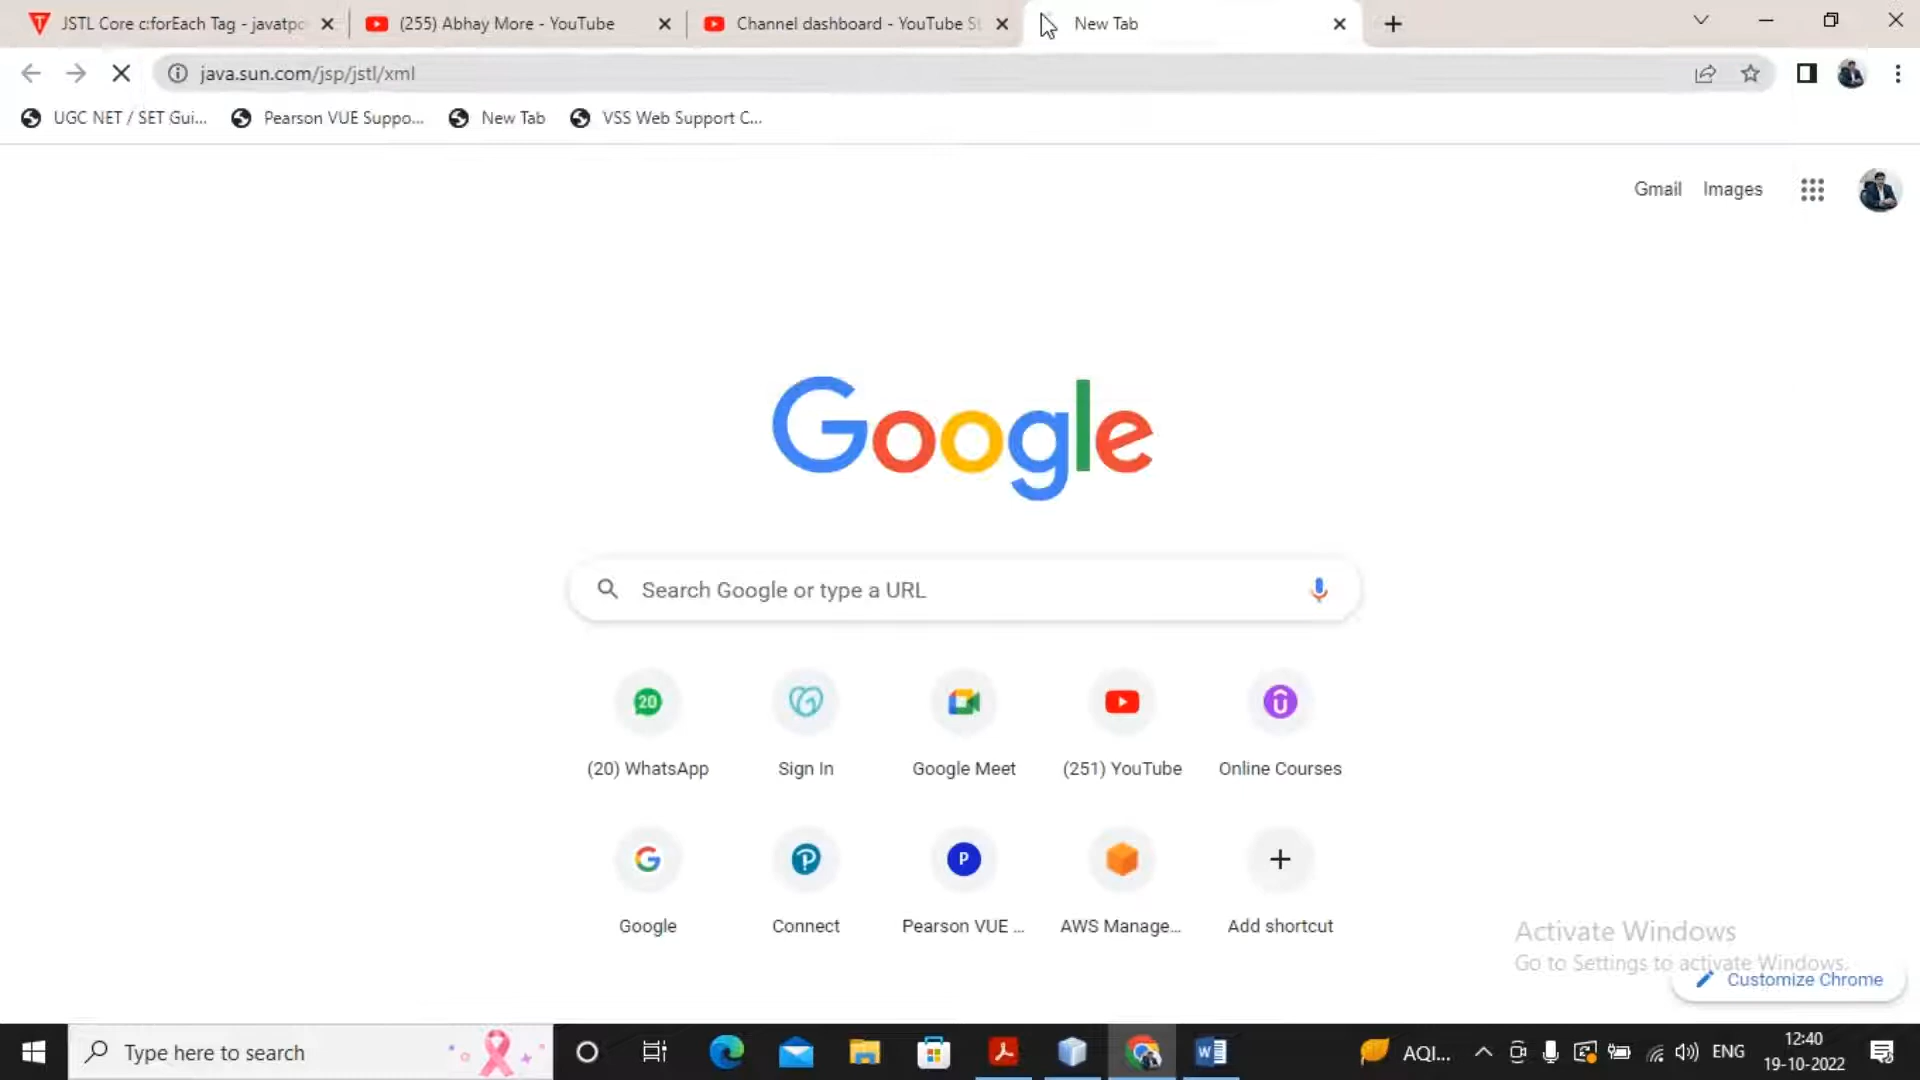 JSTL Core c:forEach Tag - javatpo
(255) Abhay More - YouTube
Channel dashboard - YouTube St
New Tab
java.sun.com/jsp/jstl/xml
UGC NET / SET Gui...
Pearson VUE Suppo...
New Tab
VSS Web Support C...
Gmail
Images
Google
Search Google or type a URL
20
(20) WhatsApp
Sign In
Google Meet
(251) YouTube
Online Courses
P
Google
Connect
Pearson VUE ...
AWS Manage...
Add shortcut
Activate Windows
Go to Settings to activate Windows.
Customize Chrome
Type here to search
AQI...
ENG
12:40
19-10-2022